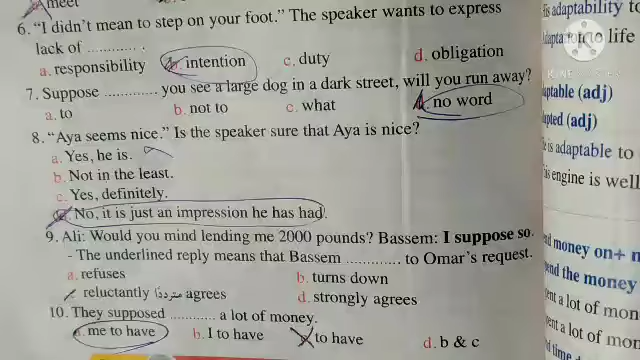 meet
6. "I didn't mean to step on your foot." The speaker wants to express
lack of ............ .
a. responsibility b. intention c. duty d. obligation
7. Suppose ............ you see a large dog in a dark street, will you run away?
a. to b. not to c. what d. no word
8. "Aya seems nice." Is the speaker sure that Aya is nice?
a. Yes, he is.
b. Not in the least.
c. Yes, definitely.
No, it is just an impression he has had.
9. Ali: Would you mind lending me 2000 pounds? Bassem: I suppose so.
- The underlined reply means that Bassem ............ to Omar's request.
a. refuses b. turns down
reluctantly مترددًا agrees d. strongly agrees
10. They supposed ............ a lot of money.
a. me to have b. I to have to have d. b & c
is adaptability to
to life
(adj)
(adj)
is adaptable to
engine is well
money on+
the money
a lot of
a lot of
time